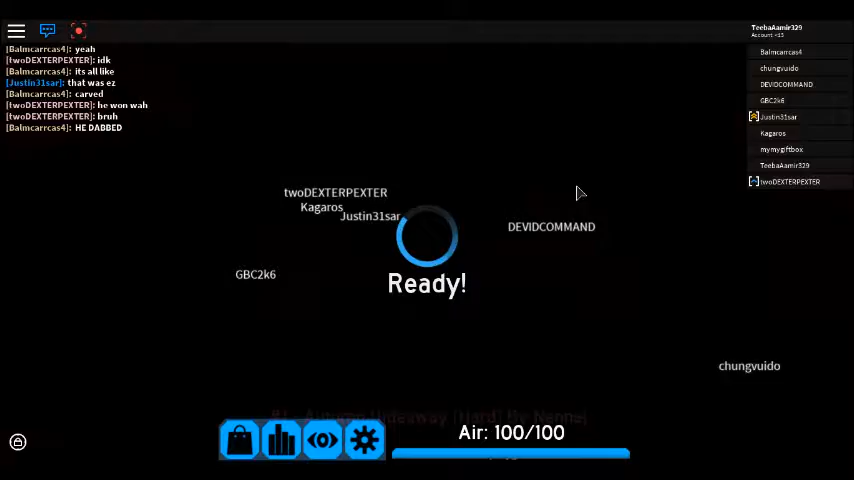 TeebaAamir329
Account <13
[Balmcarrcas4]: yeah
[twoDEXTERPEXTER]: idk
[Balmcarrcas4]: its all like
[Justin31sar]: that was ez
[Balmcarrcas4]: carved
[twoDEXTERPEXTER]: he won wah
[twoDEXTERPEXTER]: bruh
[Balmcarrcas4]: HE DABBED
Balmcarrcas4
chungvuido
DEVIDCOMMAND
GBC2k6
Justin31sar
Kagaros
mymygiftbox
TeebaAamir329
twoDEXTERPEXTER
twoDEXTERPEXTER
Kagaros
Justin31sar
DEVIDCOMMAND
GBC2k6
Ready!
chungvuido
Air: 100/100